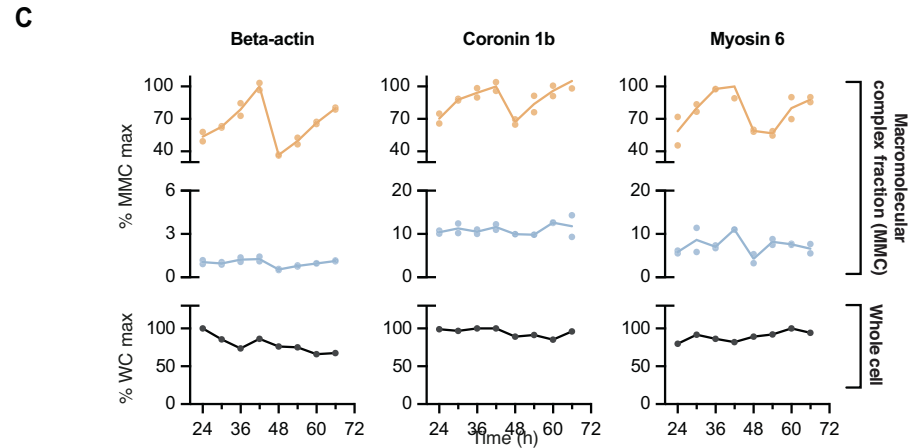 C
Beta-actin Coronin 1b Myosin 6
% MMC max
100 100 100
70 70 70
40 40 40
6 20 20
3 10 10
0 0 0
Macromolecular
complex fraction (MMC)
% WC max
100 100 100
50 50 50
0 0 0
Whole cell
24 36 48 60 72 24 36 48 60 72 24 36 48 60 72
Time (h)